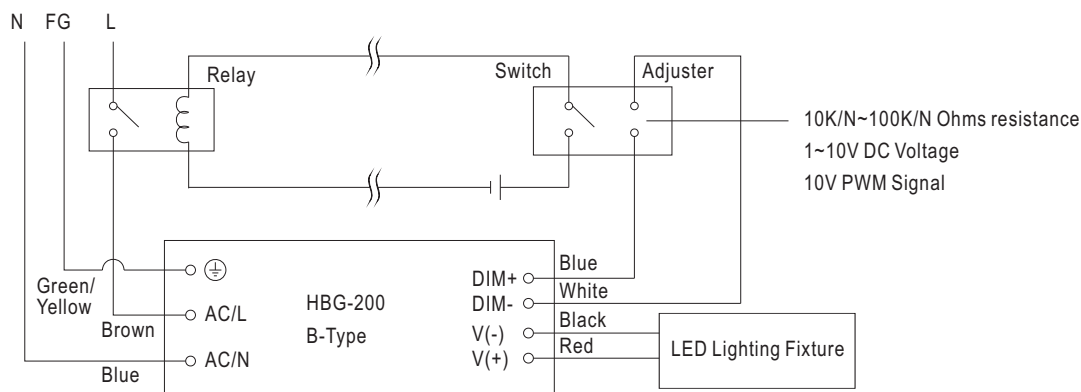 N FG L
Relay
Switch
Adjuster
10K/N~100K/N Ohms resistance
1~10V DC Voltage
10V PWM Signal
Green/
Yellow
Brown
Blue
AC/L
AC/N
HBG-200
B-Type
DIM+
DIM-
V(-)
V(+)
Blue
White
Black
Red
LED Lighting Fixture